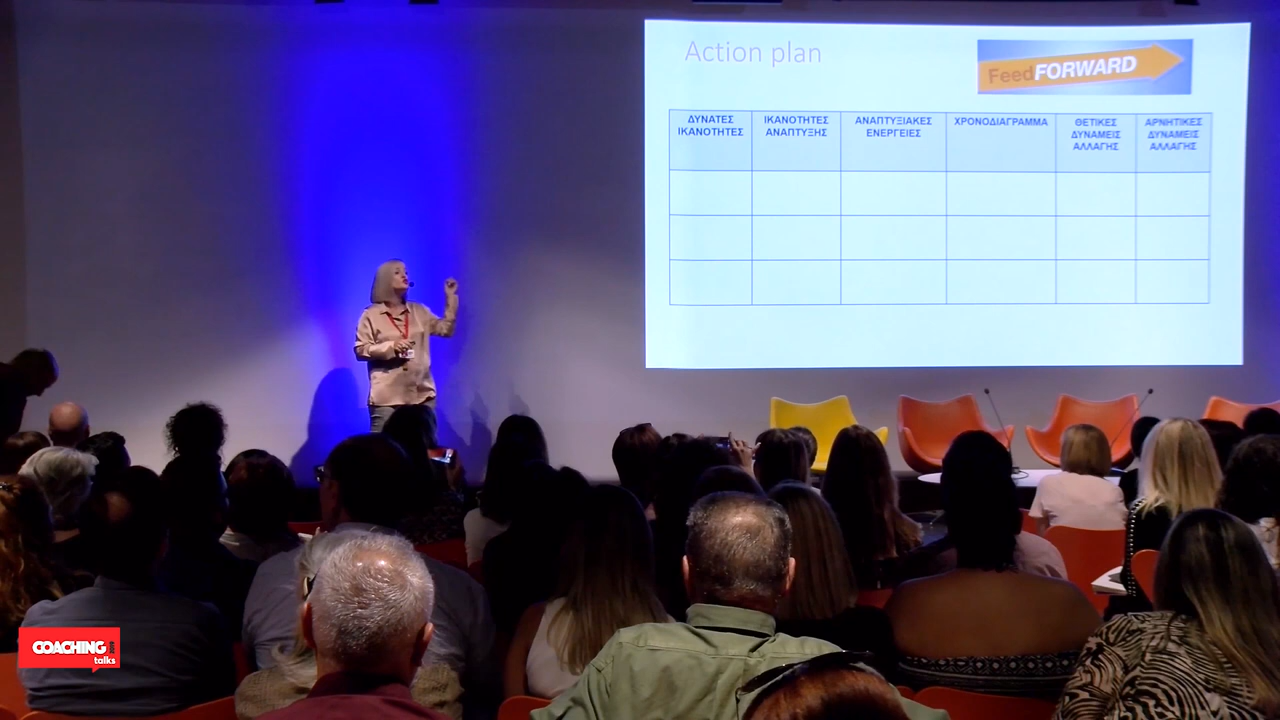 Action plan
FeedFORWARD
ΔΥΝΑΤΕΣ
ΙΚΑΝΟΤΗΤΕΣ
ΙΚΑΝΟΤΗΤΕΣ
ΑΝΑΠΤΥΞΗΣ
ΑΝΑΠΤΥΞΙΑΚΕΣ
ΕΝΕΡΓΕΙΕΣ
ΧΡΟΝΟΔΙΑΓΡΑΜΜΑ
ΘΕΤΙΚΕΣ
ΔΥΝΑΜΕΙΣ
ΑΛΛΑΓΗΣ
ΑΡΝΗΤΙΚΕΣ
ΔΥΝΑΜΕΙΣ
ΑΛΛΑΓΗΣ
COACHING
talks